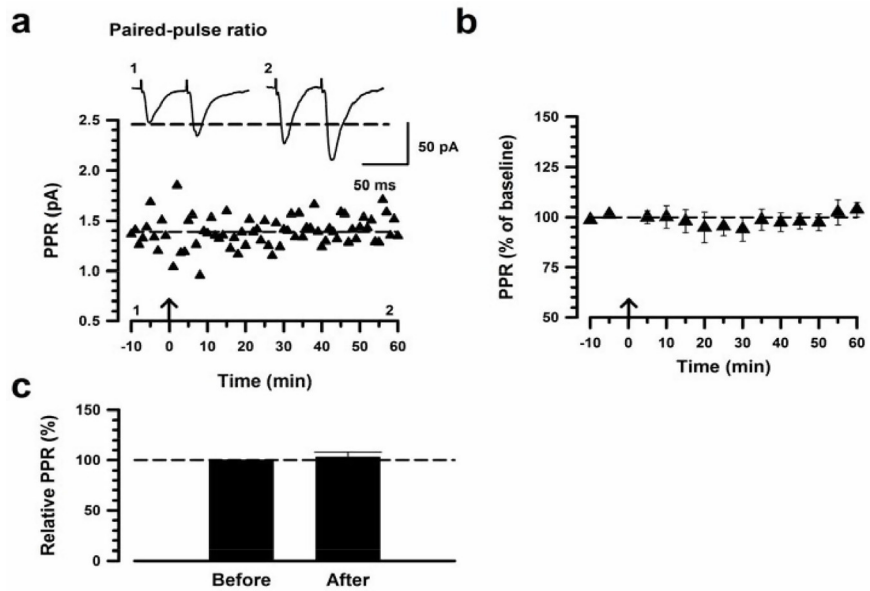 a
Paired-pulse ratio
1
2
50 pA
50 ms
2.5
2.0
1.5
1.0
0.5
PPR (pA)
1
2
-10 0 10 20 30 40 50 60
Time (min)
b
150
125
100
75
50
PPR (% of baseline)
-10 0 10 20 30 40 50 60
Time (min)
c
150
100
50
0
Relative PPR (%)
Before After